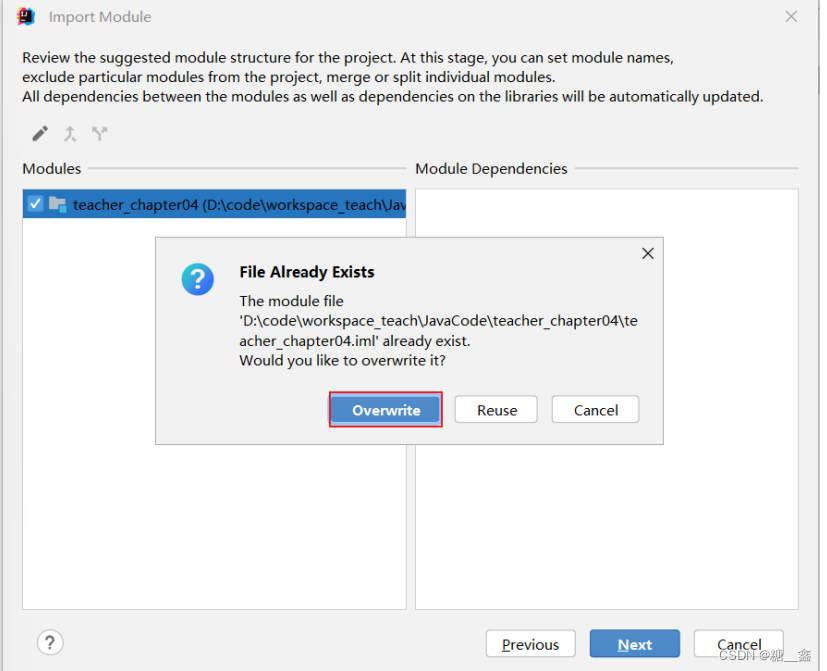 Import Module
Review the suggested module structure for the project. At this stage, you can set module names,
exclude particular modules from the project, merge or split individual modules.
All dependencies between the modules as well as dependencies on the libraries will be automatically updated.
Modules
Module Dependencies
teacher_chapter04 (D:\code\workspace_teach\Jav
File Already Exists
The module file
'D:\code\workspace_teach\JavaCode\teacher_chapter04\te
acher_chapter04.iml' already exist.
Would you like to overwrite it?
Overwrite
Reuse
Cancel
?
Previous
Next
Cancel
CSDN @糖__鑫